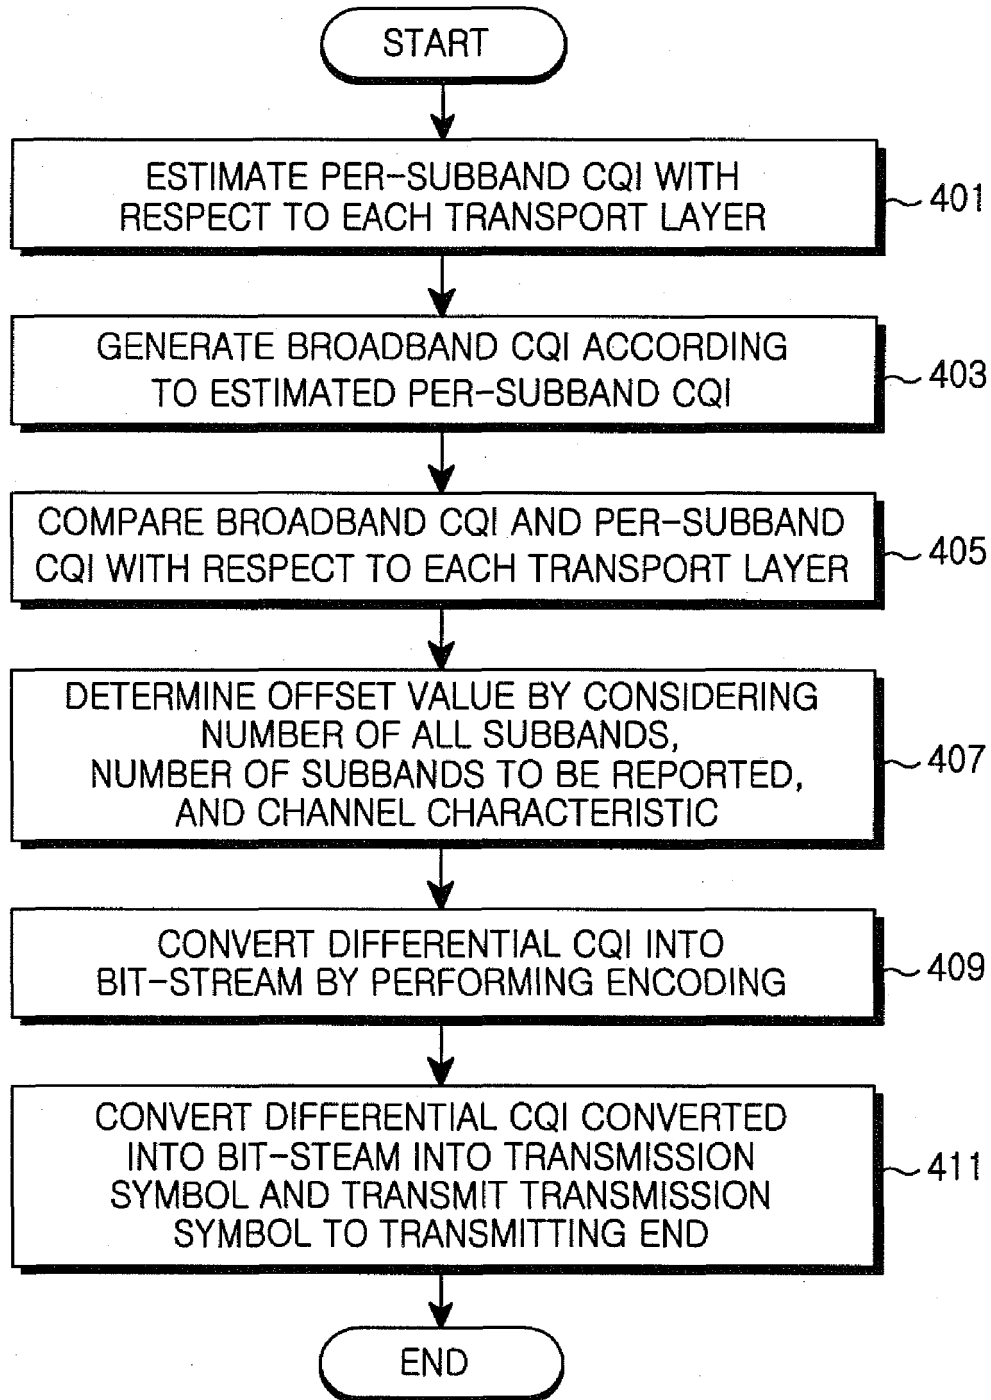 START
ESTIMATE PER-SUBBAND CQI WITH
RESPECT TO EACH TRANSPORT LAYER
401
GENERATE BROADBAND CQI ACCORDING
TO ESTIMATED PER-SUBBAND CQI
403
COMPARE BROADBAND CQI AND PER-SUBBAND
CQI WITH RESPECT TO EACH TRANSPORT LAYER
405
DETERMINE OFFSET VALUE BY CONSIDERING
NUMBER OF ALL SUBBANDS,
NUMBER OF SUBBANDS TO BE REPORTED,
AND CHANNEL CHARACTERISTIC
407
CONVERT DIFFERENTIAL CQI INTO
BIT-STREAM BY PERFORMING ENCODING
409
CONVERT DIFFERENTIAL CQI CONVERTED
INTO BIT-STEAM INTO TRANSMISSION
SYMBOL AND TRANSMIT TRANSMISSION
SYMBOL TO TRANSMITTING END
411
END